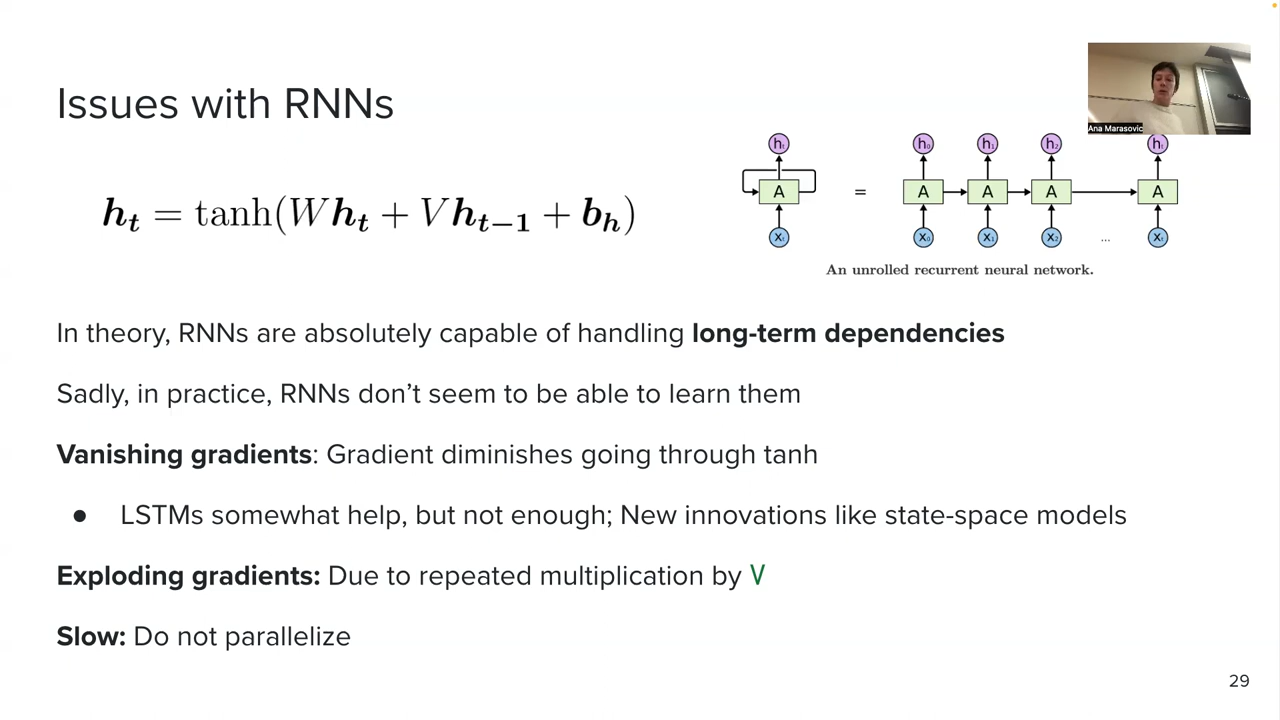 Issues with RNNs
Ana Marasovic
h_t = tanh(Wh_t + Vh_{t-1} + b_h)
hₜ h₀ h₁ h₂ hₜ
A = A A A A
xₜ x₀ x₁ x₂ ... xₜ
An unrolled recurrent neural network.
In theory, RNNs are absolutely capable of handling long-term dependencies
Sadly, in practice, RNNs don’t seem to be able to learn them
Vanishing gradients: Gradient diminishes going through tanh
● LSTMs somewhat help, but not enough; New innovations like state-space models
Exploding gradients: Due to repeated multiplication by V
Slow: Do not parallelize
29